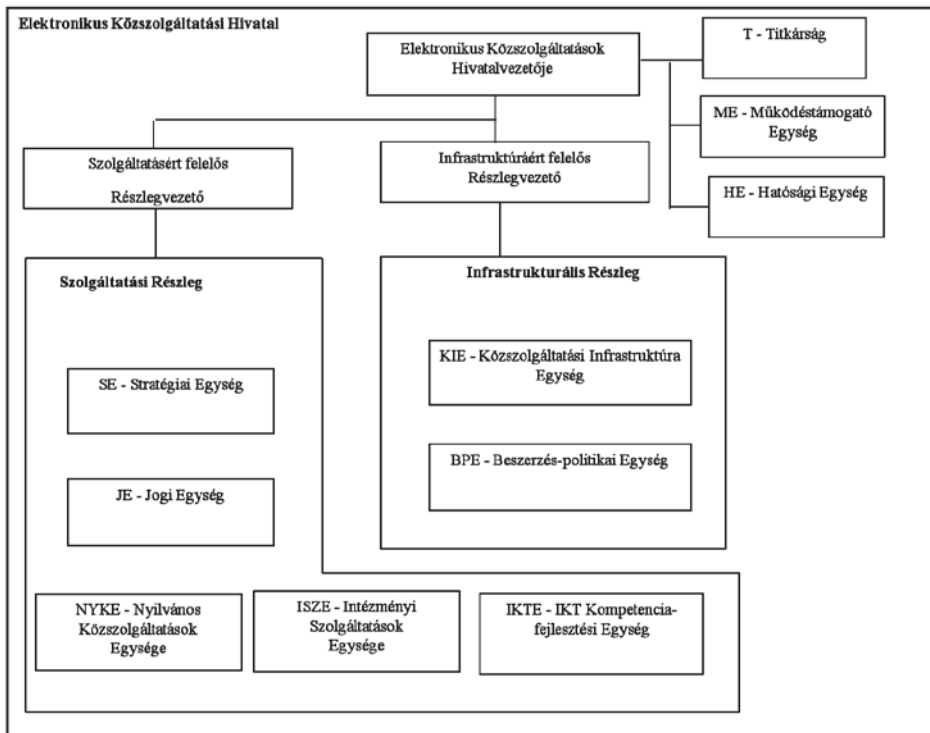 Elektronikus Közszolgáltatási Hivatal
Elektronikus Közszolgáltatások
Hivatalvezetője
T - Titkárság
ME - Működéstámogató
Egység
HE - Hatósági Egység
Szolgáltatásért felelős
Részlegvezető
Infrastruktúráért felelős
Részlegvezető
Szolgáltatási Részleg
SE - Stratégiai Egység
JE - Jogi Egység
NYKE - Nyilvános
Közszolgáltatások
Egysége
ISZE - Intézményi
Szolgáltatások
Egysége
IKTE - IKT Kompetencia-
fejlesztési Egység
Infrastrukturális Részleg
KIE - Közszolgáltatási Infrastruktúra
Egység
BPE - Beszerzés-politikai Egység